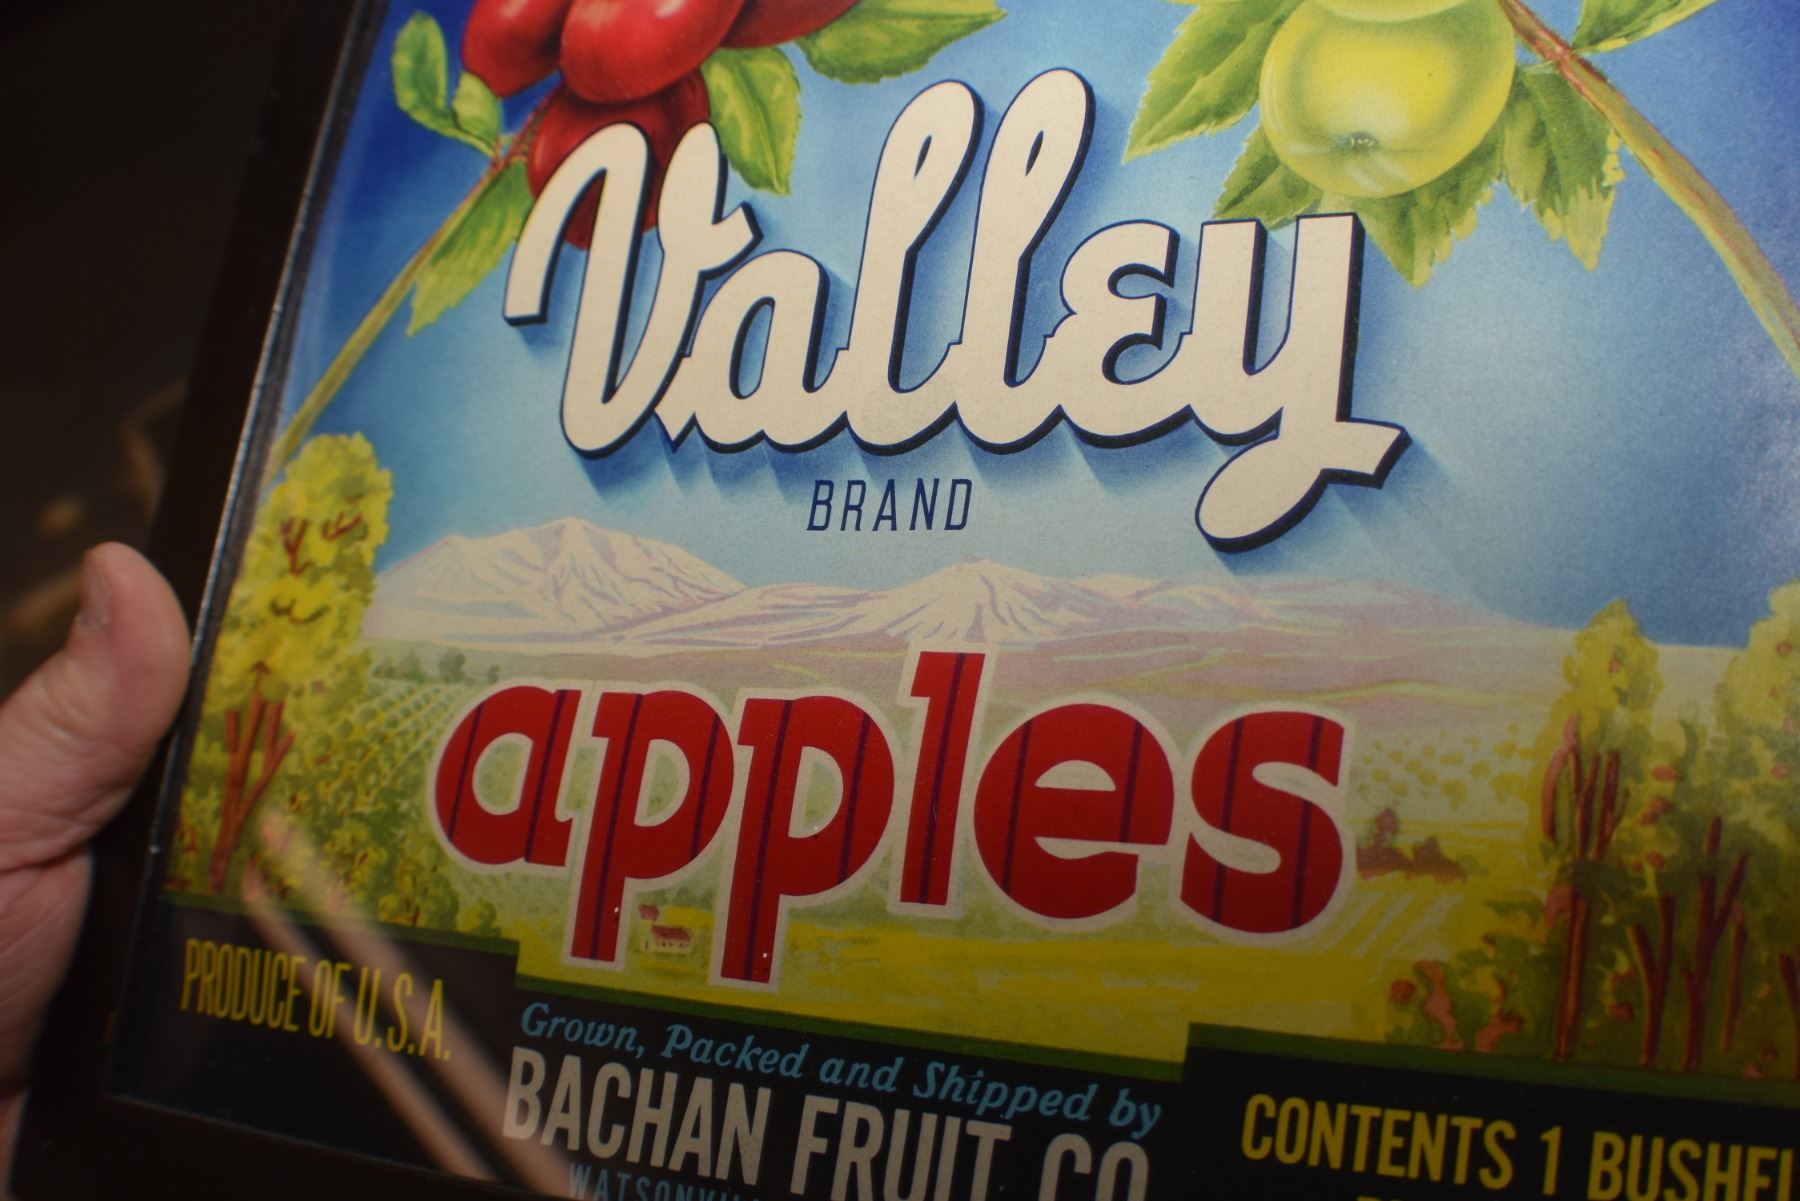 Valley
BRAND
apples
PRODUCE OF U.S.A.
Grown, Packed and Shipped by
BACHAN FRUIT CO
CONTENTS 1 BUSHEL